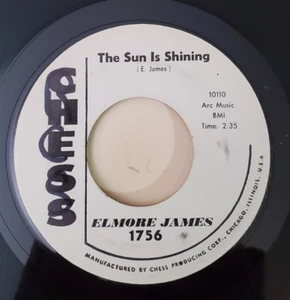 The Sun Is Shining
( E. James )
CHESS
10110
Arc Music
BMI
Time: 2:35
ELMORE JAMES
1756
MANUFACTURED BY CHESS PRODUCING CORP., CHICAGO, ILLINOIS, U.S.A